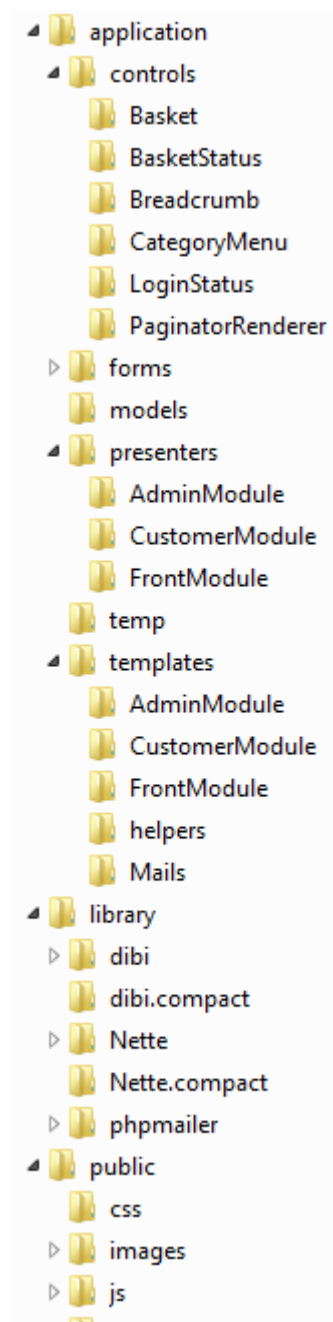 application
controls
Basket
BasketStatus
Breadcrumb
CategoryMenu
LoginStatus
PaginatorRenderer
forms
models
presenters
AdminModule
CustomerModule
FrontModule
temp
templates
AdminModule
CustomerModule
FrontModule
helpers
Mails
library
dibi
dibi.compact
Nette
Nette.compact
phpmailer
public
css
images
js